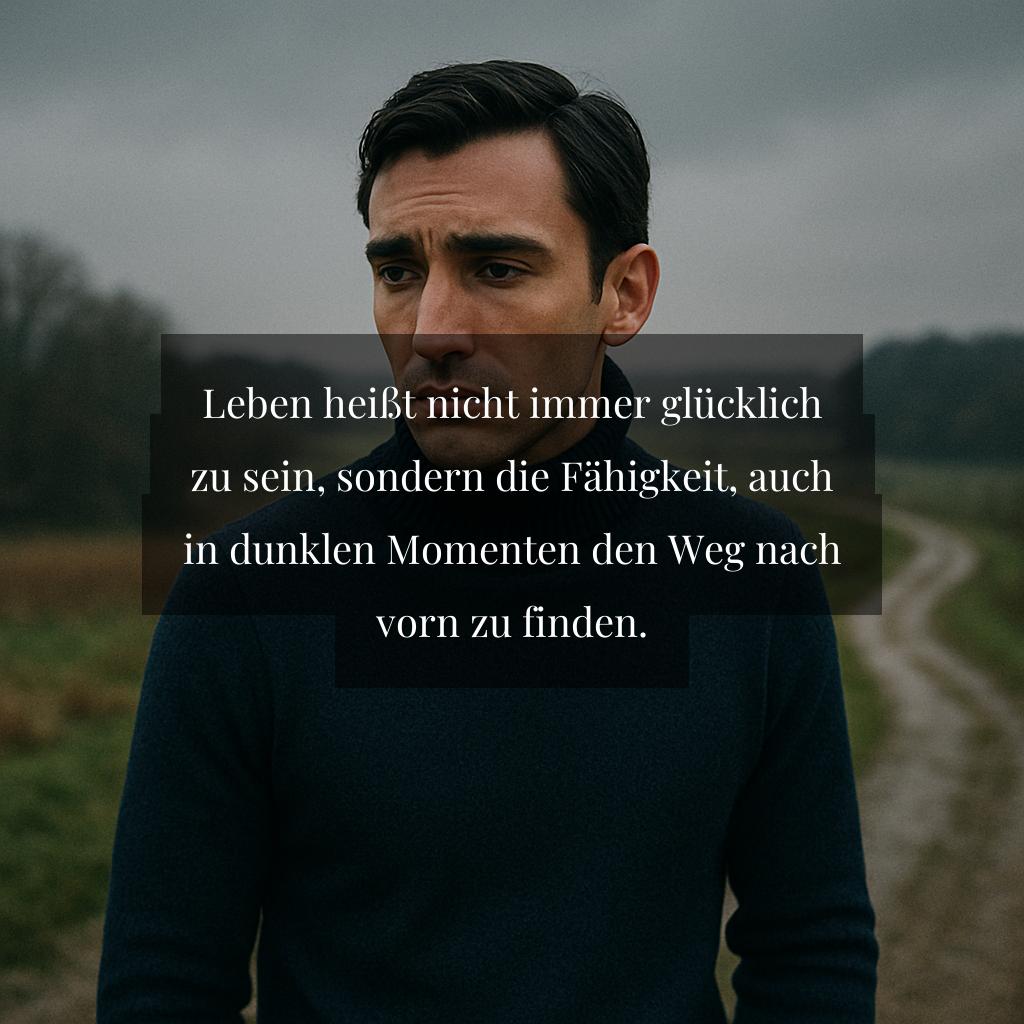 Leben heißt nicht immer glücklich
zu sein, sondern die Fähigkeit, auch
in dunklen Momenten den Weg nach
vorn zu finden.